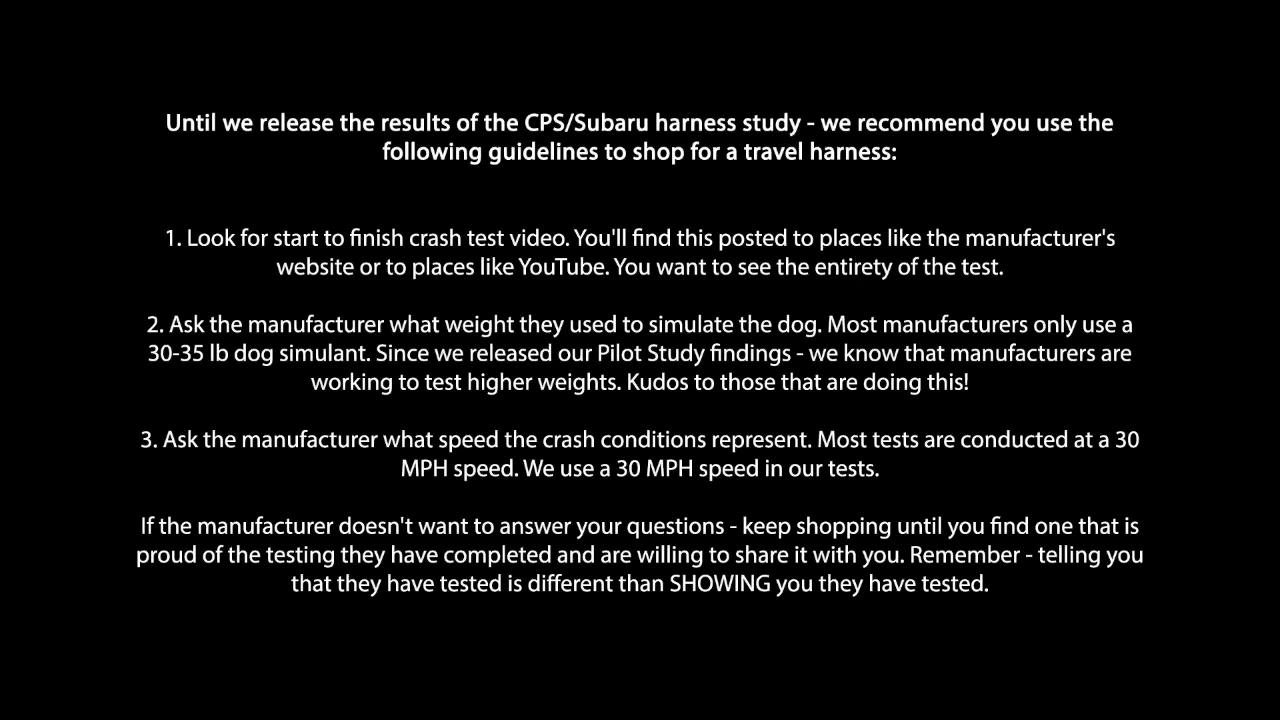 Until we release the results of the CPS/Subaru harness study - we recommend you use the
following guidelines to shop for a travel harness:
1. Look for start to finish crash test video. You'll find this posted to places like the manufacturer's
website or to places like YouTube. You want to see the entirety of the test.
2. Ask the manufacturer what weight they used to simulate the dog. Most manufacturers only use a
30-35 lb dog simulant. Since we released our Pilot Study findings - we know that manufacturers are
working to test higher weights. Kudos to those that are doing this!
3. Ask the manufacturer what speed the crash conditions represent. Most tests are conducted at a 30
MPH speed. We use a 30 MPH speed in our tests.
If the manufacturer doesn't want to answer your questions - keep shopping until you find one that is
proud of the testing they have completed and are willing to share it with you. Remember - telling you
that they have tested is different than SHOWING you they have tested.